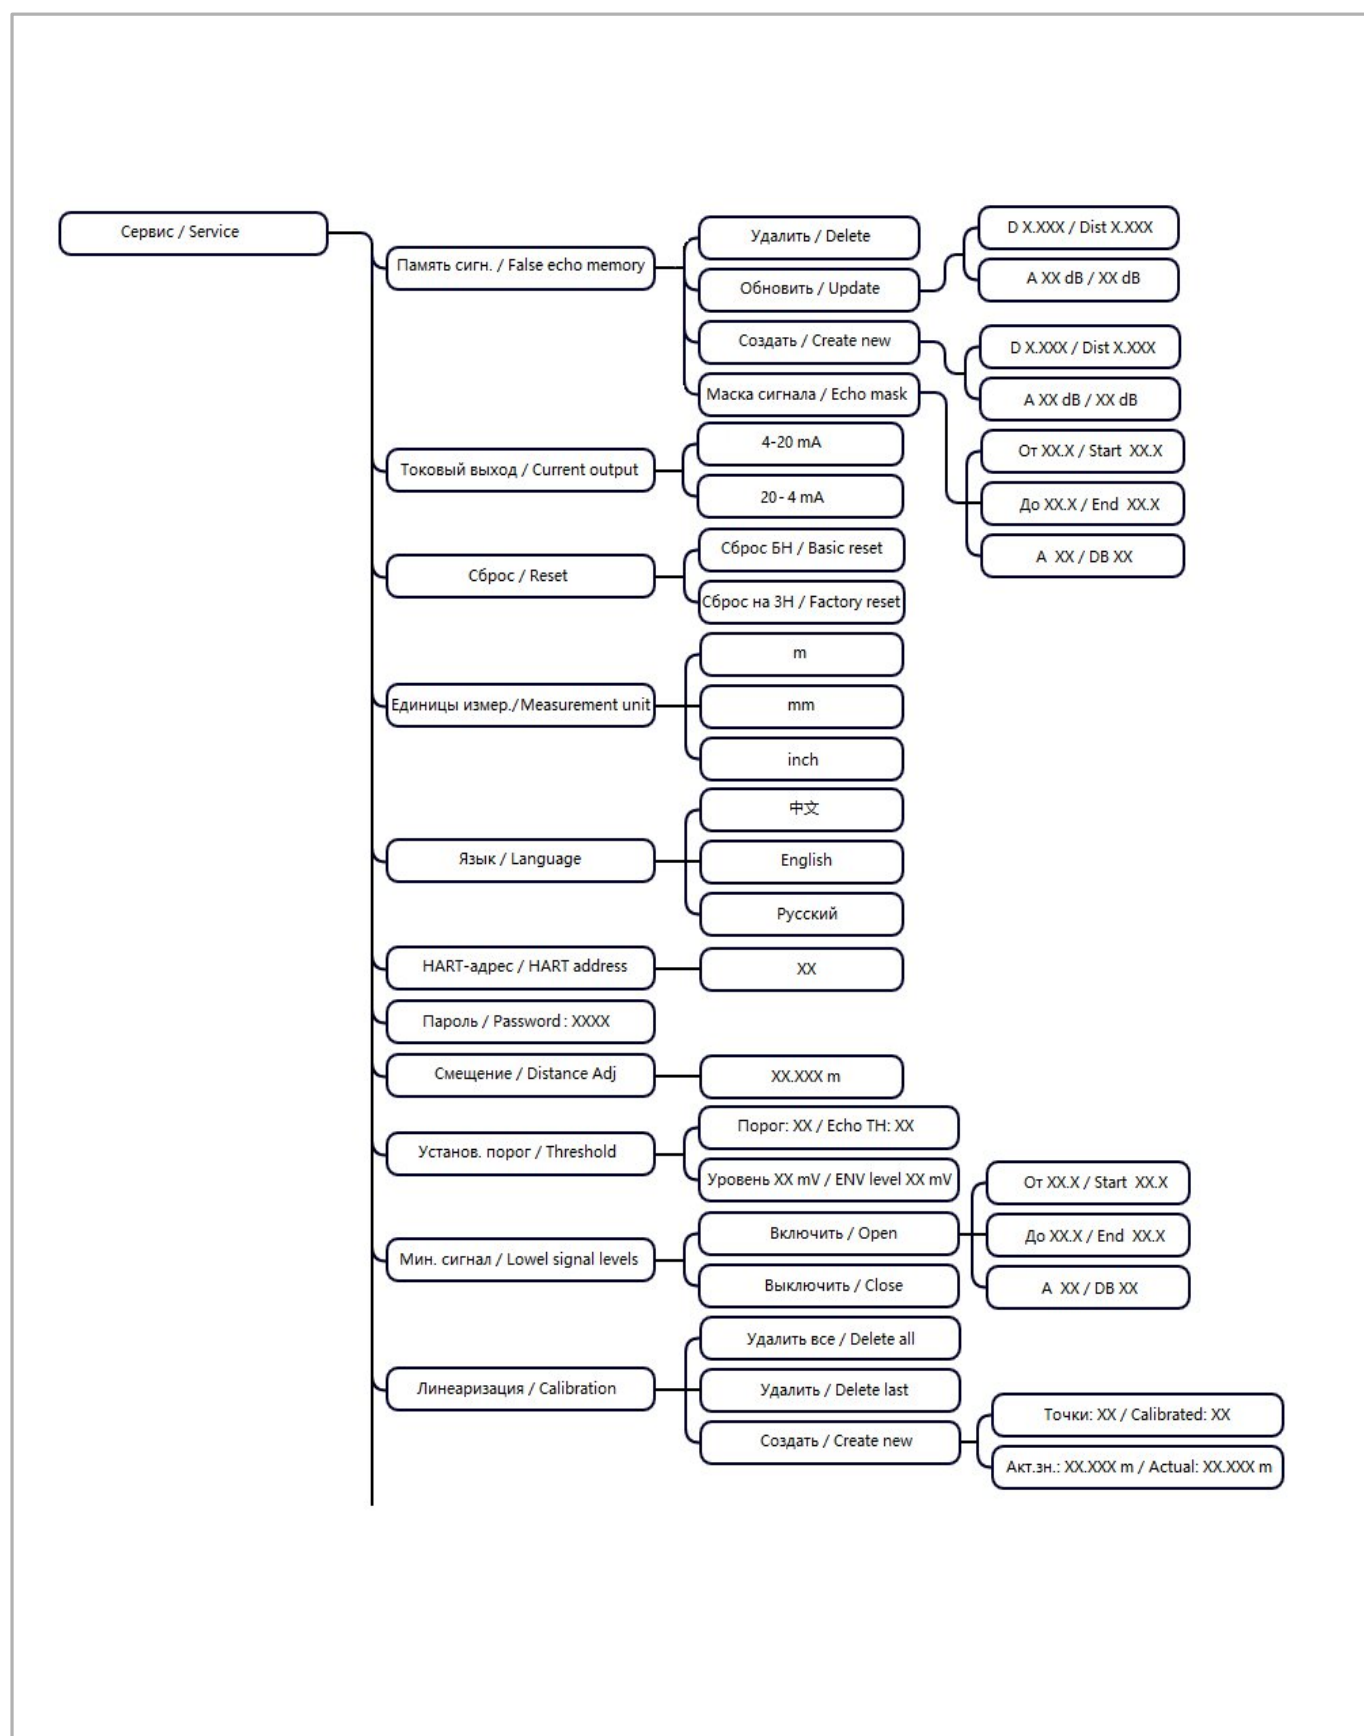 Сервис / Service
Память сигн. / False echo memory
Удалить / Delete
Обновить / Update
D X.XXX / Dist X.XXX
A XX dB / XX dB
Создать / Create new
D X.XXX / Dist X.XXX
A XX dB / XX dB
Маска сигнала / Echo mask
От XX.X / Start XX.X
До XX.X / End XX.X
A XX / DB XX
Токовый выход / Current output
4-20 mA
20-4 mA
Сброс / Reset
Сброс БН / Basic reset
Сброс на ЗН / Factory reset
Единицы измер./Measurement unit
m
mm
inch
Язык / Language
中文
English
Русский
HART-адрес / HART address
XX
Пароль / Password: XXXX
Смещение / Distance Adj
XX.XXX m
Установ. порог / Threshold
Порог: XX / Echo TH: XX
Уровень XX mV / ENV level XX mV
Мин. сигнал / Lowel signal levels
Включить / Open
От XX.X / Start XX.X
До XX.X / End XX.X
A XX / DB XX
Выключить / Close
Линеаризация / Calibration
Удалить все / Delete all
Удалить / Delete last
Создать / Create new
Точки: XX / Calibrated: XX
Акт.зн.: XX.XXX m / Actual: XX.XXX m